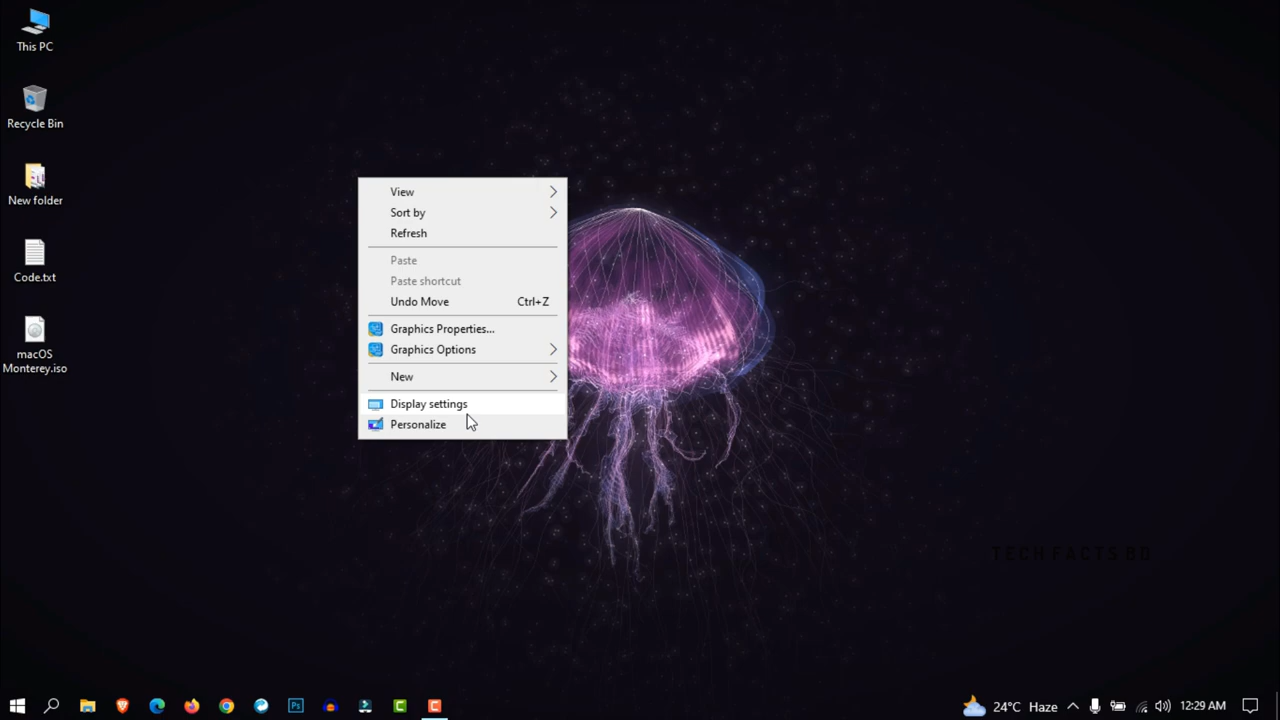 This PC
Recycle Bin
New folder
Code.txt
macOS
Monterey.iso
View
Sort by
Refresh
Paste
Paste shortcut
Undo Move Ctrl+Z
Graphics Properties...
Graphics Options
New
Display settings
Personalize
TECH FACTS BD
Ps
24°C Haze 12:29 AM